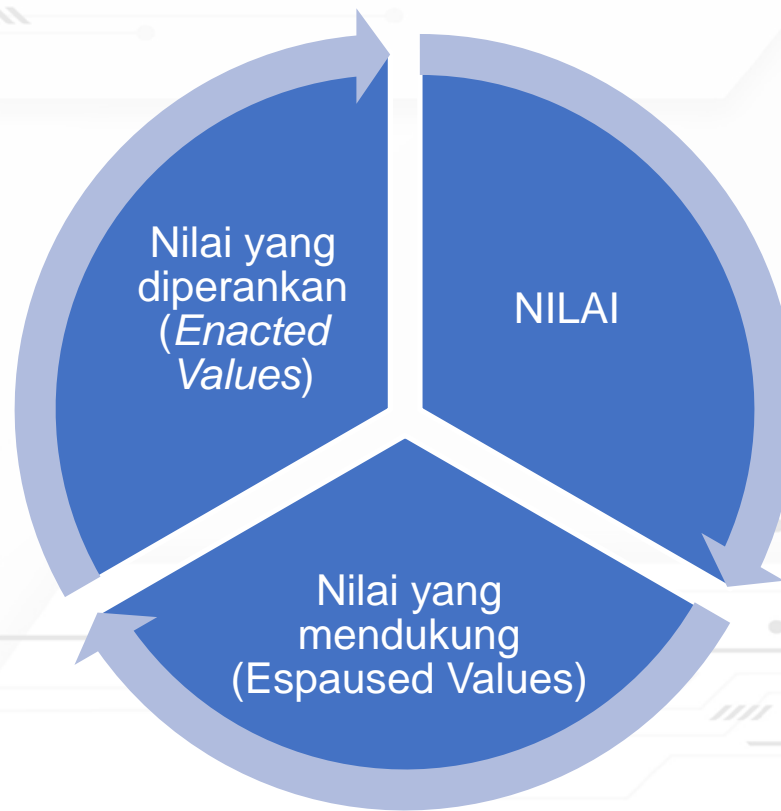 Nilai yang
diperankan
(Enacted
Values)
NILAI
Nilai yang
mendukung
(Espaused Values)